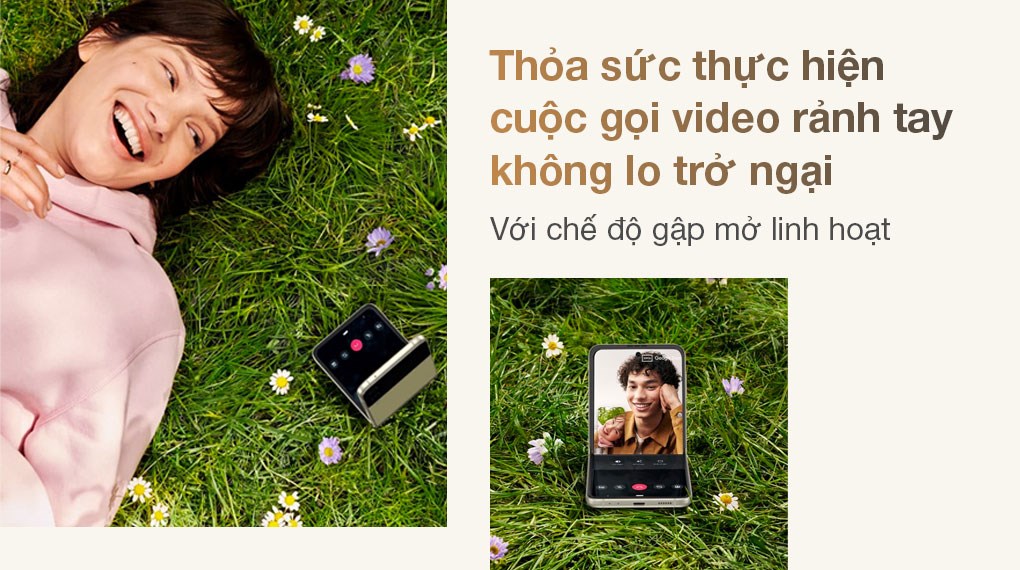 Thỏa sức thực hiện
cuộc gọi video rảnh tay
không lo trở ngại
Với chế độ gập mở linh hoạt